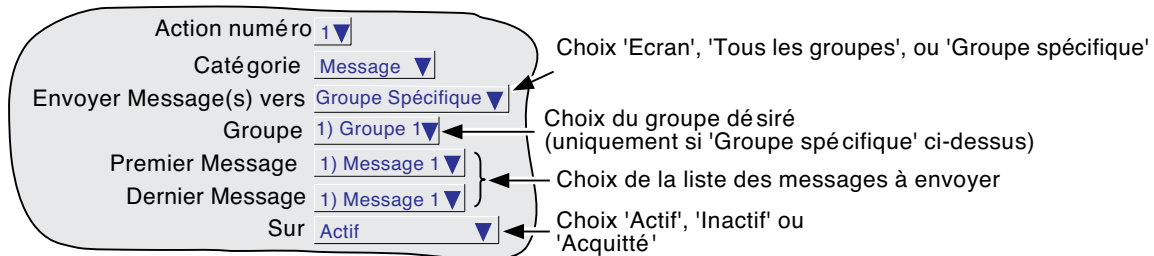 Action numéro 1
Catégorie Message
Choix 'Ecran', 'Tous les groupes', ou 'Groupe spécifique'
Envoyer Message(s) vers Groupe Spécifique
Groupe 1) Groupe 1
Choix du groupe désiré
(uniquement si 'Groupe spécifique' ci-dessus)
Premier Message 1) Message 1
Choix de la liste des messages à envoyer
Dernier Message 1) Message 1
Sur Actif
Choix 'Actif', 'Inactif' ou
'Acquitté'